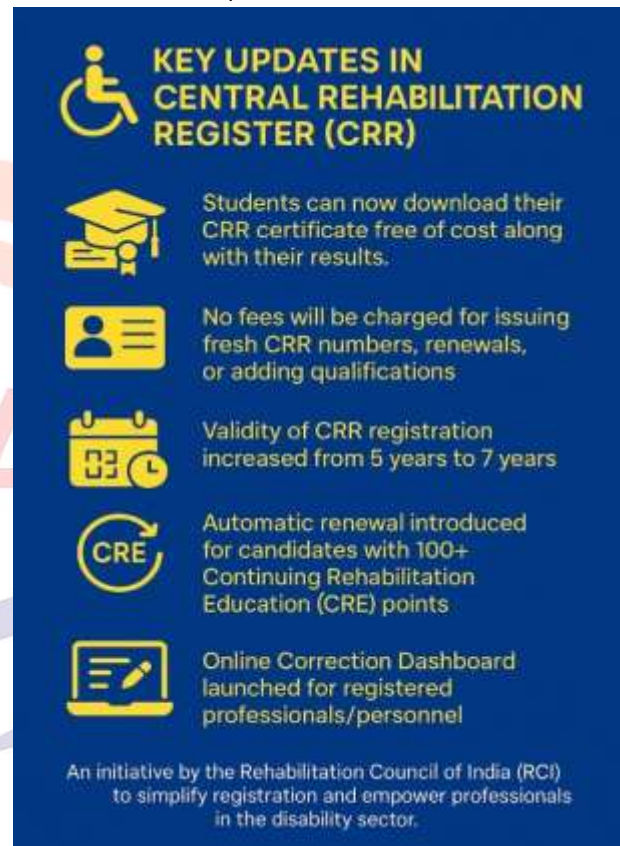 KEY UPDATES IN
CENTRAL REHABILITATION
REGISTER (CRR)
Students can now download their
CRR certificate free of cost along
with their results.
No fees will be charged for issuing
fresh CRR numbers, renewals,
or adding qualifications
Validity of CRR registration
increased from 5 years to 7 years
CRE
Automatic renewal introduced
for candidates with 100+
Continuing Rehabilitation
Education (CRE) points
Online Correction Dashboard
launched for registered
professionals/personnel
An initiative by the Rehabilitation Council of India (RCI)
to simplify registration and empower professionals
in the disability sector.